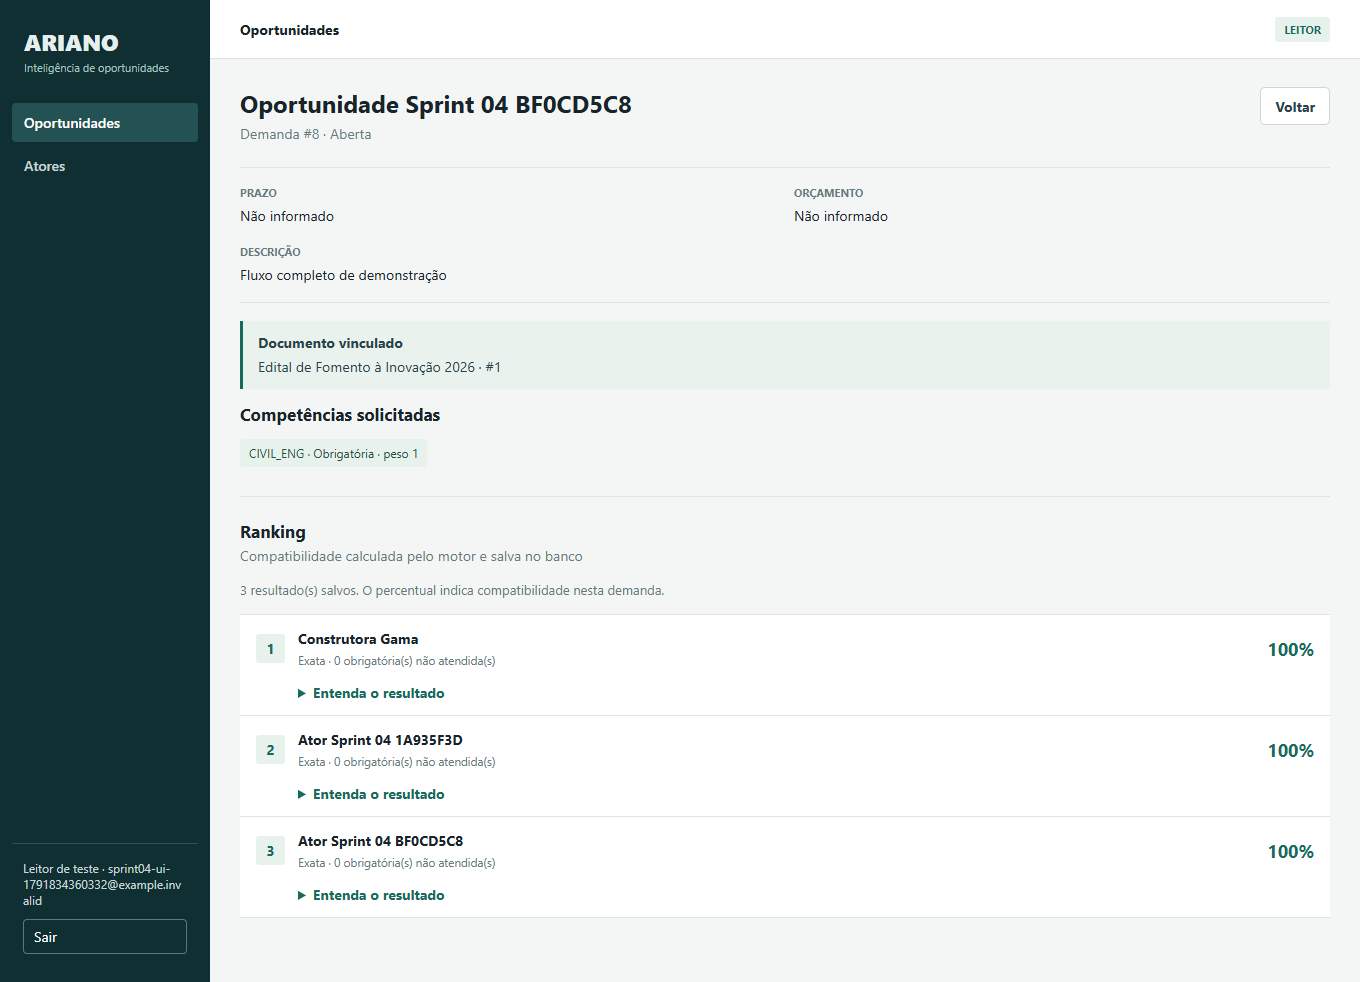 ARIANO
Inteligência de oportunidades
Oportunidades
Atores
Leitor de teste · sprint04-ui-
1791834360332@example.inv
alid
Sair
Oportunidades
LEITOR
Oportunidade Sprint 04 BF0CD5C8
Voltar
Demanda #8 · Aberta
PRAZO
Não informado
ORÇAMENTO
Não informado
DESCRIÇÃO
Fluxo completo de demonstração
Documento vinculado
Edital de Fomento à Inovação 2026 · #1
Competências solicitadas
CIVIL_ENG · Obrigatória · peso 1
Ranking
Compatibilidade calculada pelo motor e salva no banco
3 resultado(s) salvos. O percentual indica compatibilidade nesta demanda.
1
Construtora Gama
Exata · 0 obrigatória(s) não atendida(s)
Entenda o resultado
100%
2
Ator Sprint 04 1A935F3D
Exata · 0 obrigatória(s) não atendida(s)
Entenda o resultado
100%
3
Ator Sprint 04 BF0CD5C8
Exata · 0 obrigatória(s) não atendida(s)
Entenda o resultado
100%